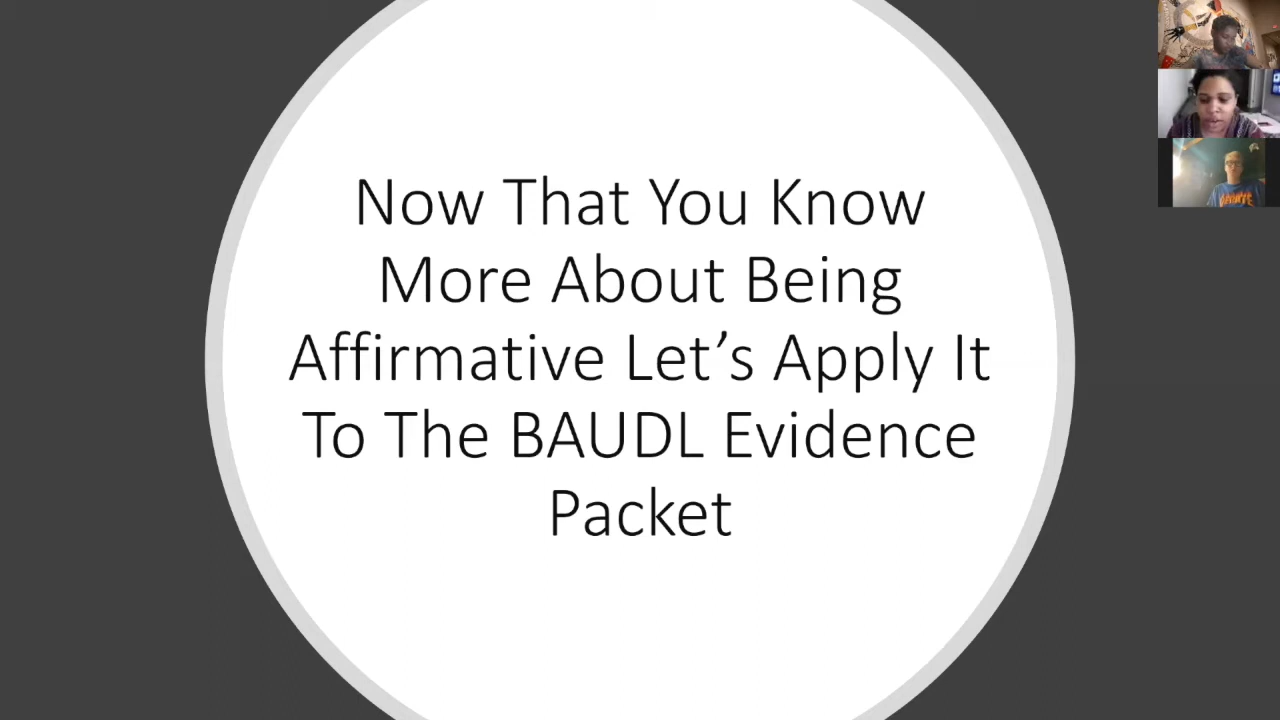 Now That You Know
More About Being
Affirmative Let’s Apply It
To The BAUDL Evidence
Packet